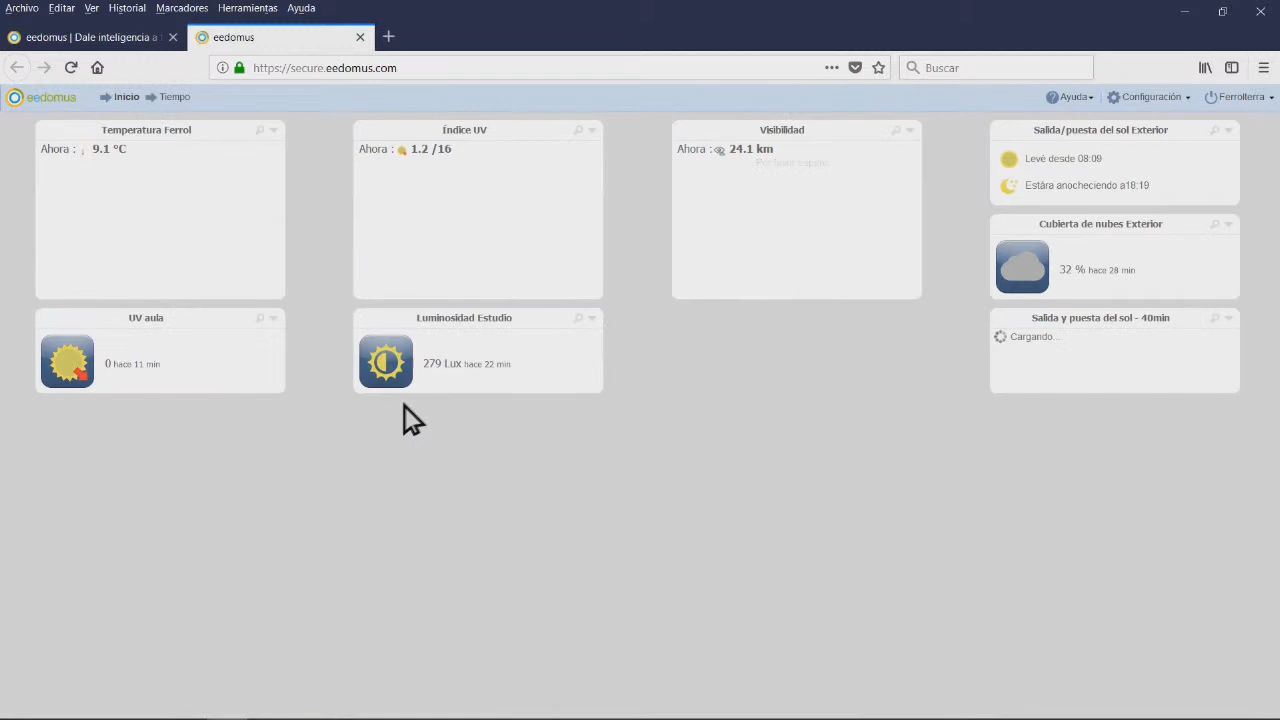 Archivo Editar Ver Historial Marcadores Herramientas Ayuda
eedomus | Dale inteligencia a
eedomus
https://secure.eedomus.com
Buscar
eedomus
Inicio
Tiempo
Ayuda
Configuración
Ferrolterra
Temperatura Ferrol
Ahora : 9.1 °C
Índice UV
Ahora : 1.2 /16
Visibilidad
Ahora : 24.1 km
Por favor espere
Salida/puesta del sol Exterior
Levé desde 08:09
Estára anocheciendo a18:19
Cubierta de nubes Exterior
32 % hace 28 min
UV aula
0 hace 11 min
Luminosidad Estudio
279 Lux hace 22 min
Salida y puesta del sol - 40min
Cargando...